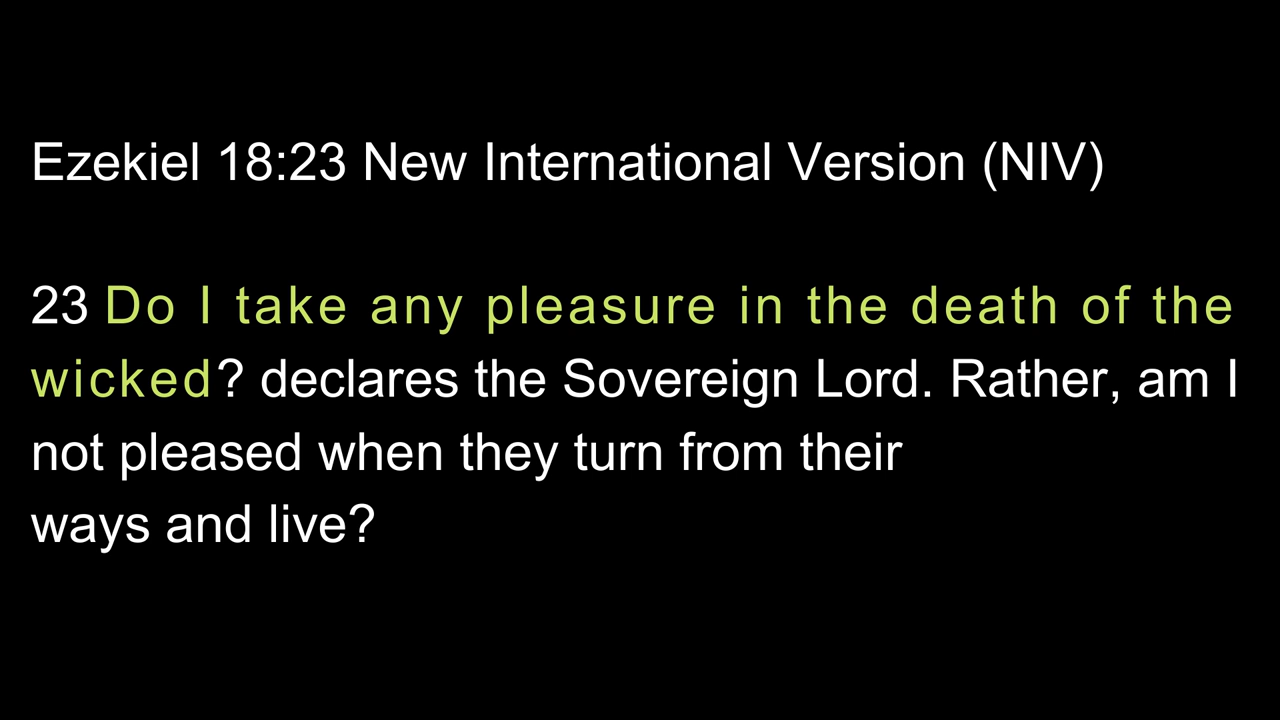 Ezekiel 18:23 New International Version (NIV)
23 Do I take any pleasure in the death of the
wicked? declares the Sovereign Lord. Rather, am I
not pleased when they turn from their
ways and live?